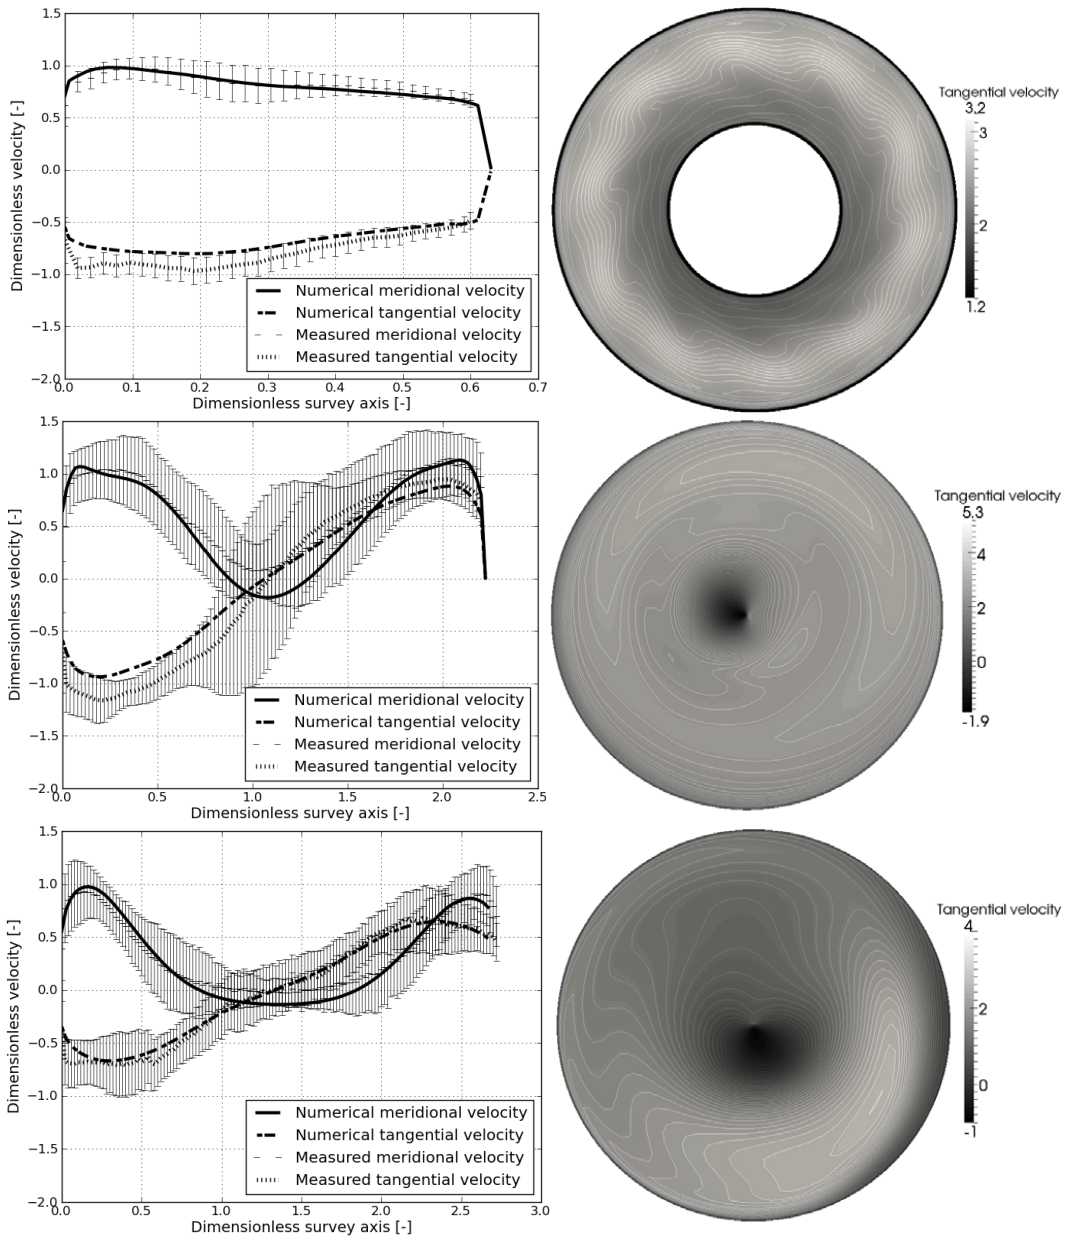 1.5
1.0
0.5
0.0
−0.5
−1.0
−1.5
−2.0
Dimensionless velocity [-]
0.0 0.1 0.2 0.3 0.4 0.5 0.6 0.7
Dimensionless survey axis [-]
Numerical meridional velocity
Numerical tangential velocity
Measured meridional velocity
Measured tangential velocity
Tangential velocity
3.2
3
2
1.2
1.5
1.0
0.5
0.0
−0.5
−1.0
−1.5
−2.0
Dimensionless velocity [-]
0.0 0.5 1.0 1.5 2.0 2.5
Dimensionless survey axis [-]
Numerical meridional velocity
Numerical tangential velocity
Measured meridional velocity
Measured tangential velocity
Tangential velocity
5.3
4
2
0
-1.9
1.5
1.0
0.5
0.0
−0.5
−1.0
−1.5
−2.0
Dimensionless velocity [-]
0.0 0.5 1.0 1.5 2.0 2.5 3.0
Dimensionless survey axis [-]
Numerical meridional velocity
Numerical tangential velocity
Measured meridional velocity
Measured tangential velocity
Tangential velocity
4
2
0
-1